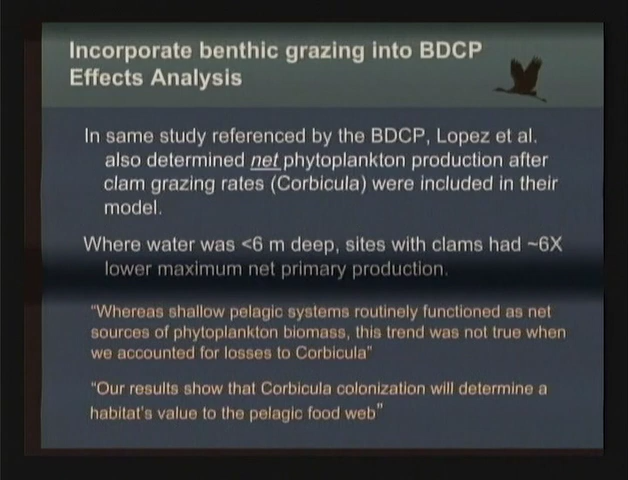 Incorporate benthic grazing into BDCP
Effects Analysis
In same study referenced by the BDCP, Lopez et al.
also determined net phytoplankton production after
clam grazing rates (Corbicula) were included in their
model.
Where water was <6 m deep, sites with clams had ~6X
lower maximum net primary production.
“Whereas shallow pelagic systems routinely functioned as net
sources of phytoplankton biomass, this trend was not true when
we accounted for losses to Corbicula”
“Our results show that Corbicula colonization will determine a
habitat's value to the pelagic food web”